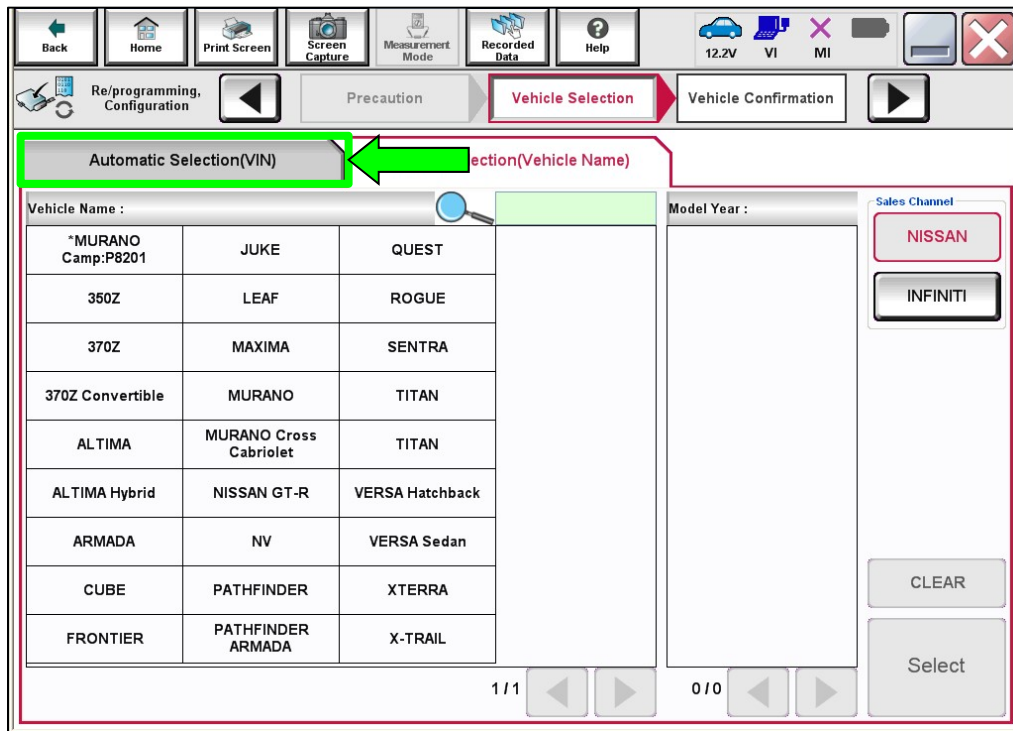 Back
Home
Print Screen
Screen
Capture
Measurement
Mode
Recorded
Data
Help
12.2V
VI
MI
Re/programming,
Configuration
Precaution
Vehicle Selection
Vehicle Confirmation
Automatic Selection(VIN)
ection(Vehicle Name)
Vehicle Name :
Model Year :
Sales Channel
*MURANO
Camp:P8201
JUKE
QUEST
NISSAN
350Z
LEAF
ROGUE
INFINITI
370Z
MAXIMA
SENTRA
370Z Convertible
MURANO
TITAN
ALTIMA
MURANO Cross
Cabriolet
TITAN
ALTIMA Hybrid
NISSAN GT-R
VERSA Hatchback
ARMADA
NV
VERSA Sedan
CUBE
PATHFINDER
XTERRA
CLEAR
FRONTIER
PATHFINDER
ARMADA
X-TRAIL
Select
1/1
0/0